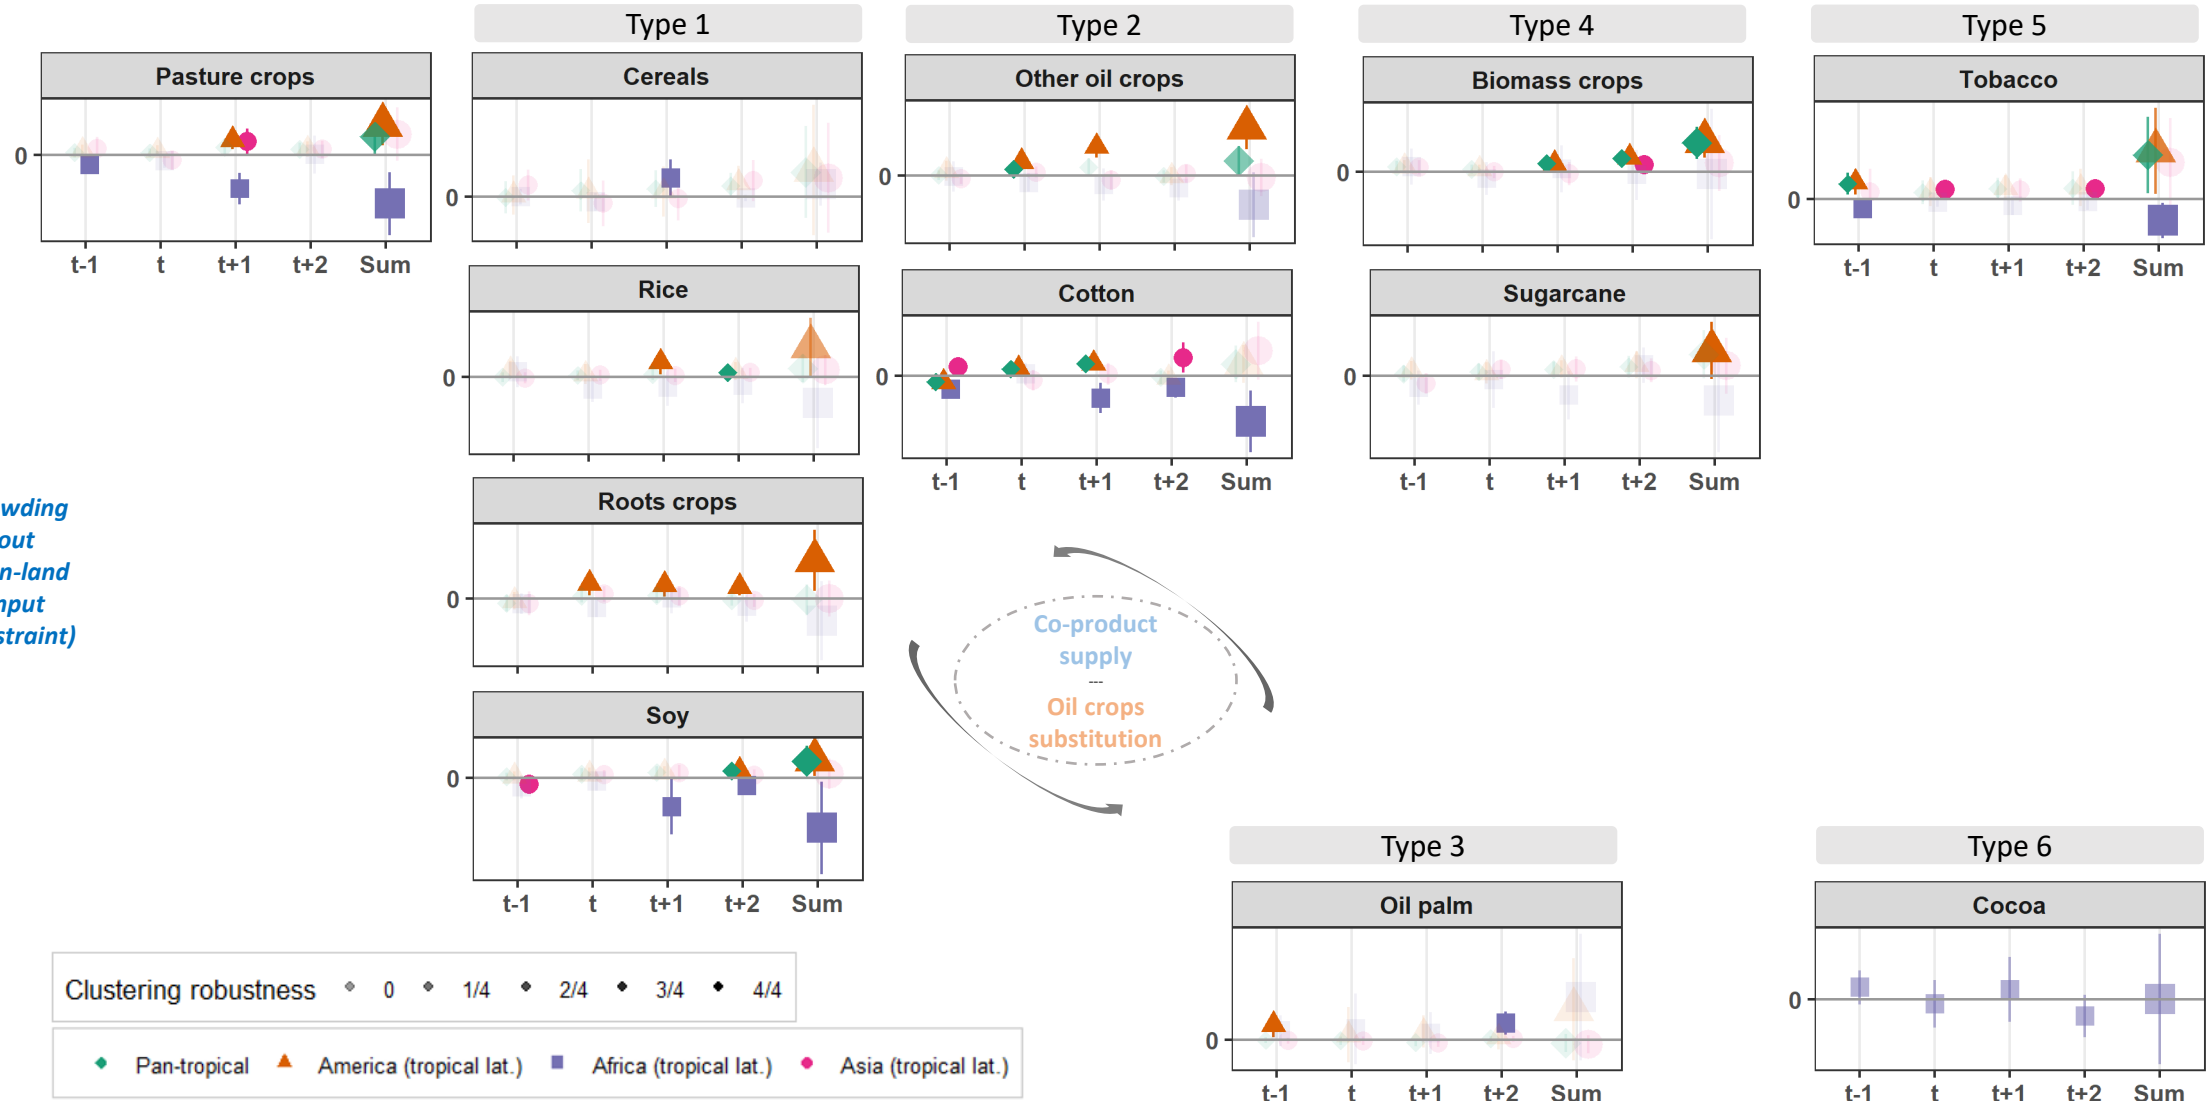 Type 1
Type 2
Type 4
Type 5
Pasture crops
Cereals
Other oil crops
Biomass crops
Tobacco
0
0
0
0
0
t-1 t t+1 t+2 Sum
t-1 t t+1 t+2 Sum
Rice
Cotton
Sugarcane
0
0
0
t-1 t t+1 t+2 Sum
t-1 t t+1 t+2 Sum
Roots crops
0
wding
out
n-land
nput
straint)
Co-product
supply
---
Oil crops
substitution
Soy
0
t-1 t t+1 t+2 Sum
Type 3
Type 6
Oil palm
Cocoa
0
0
t-1 t t+1 t+2 Sum
t-1 t t+1 t+2 Sum
Clustering robustness 0 1/4 2/4 3/4 4/4
Pan-tropical America (tropical lat.) Africa (tropical lat.) Asia (tropical lat.)